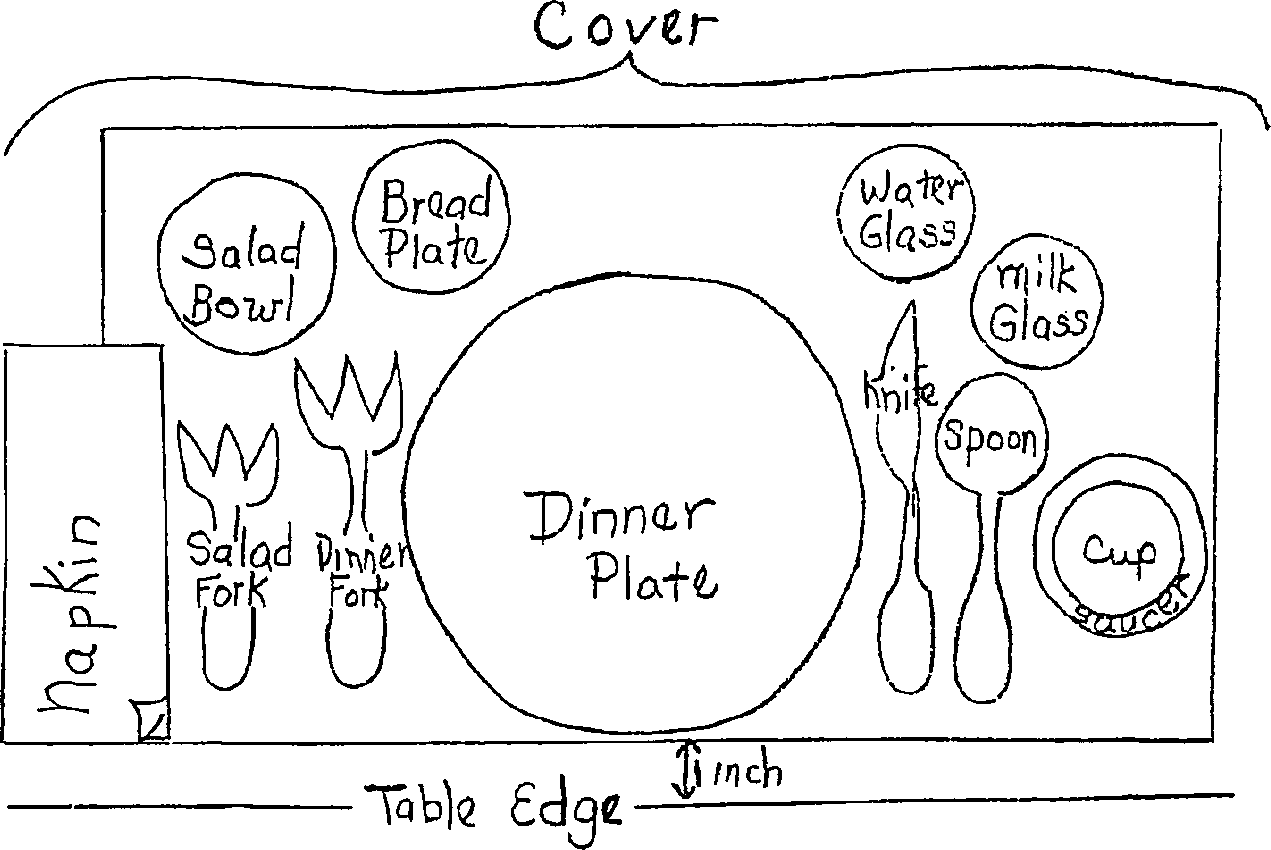 Cover
Bread
Plate
Salad
Bowl
Water
Glass
Milk
Glass
Knife
Spoon
Napkin
Salad
Fork
Dinner
Fork
Dinner
Plate
Cup
Saucer
1 inch
Table Edge